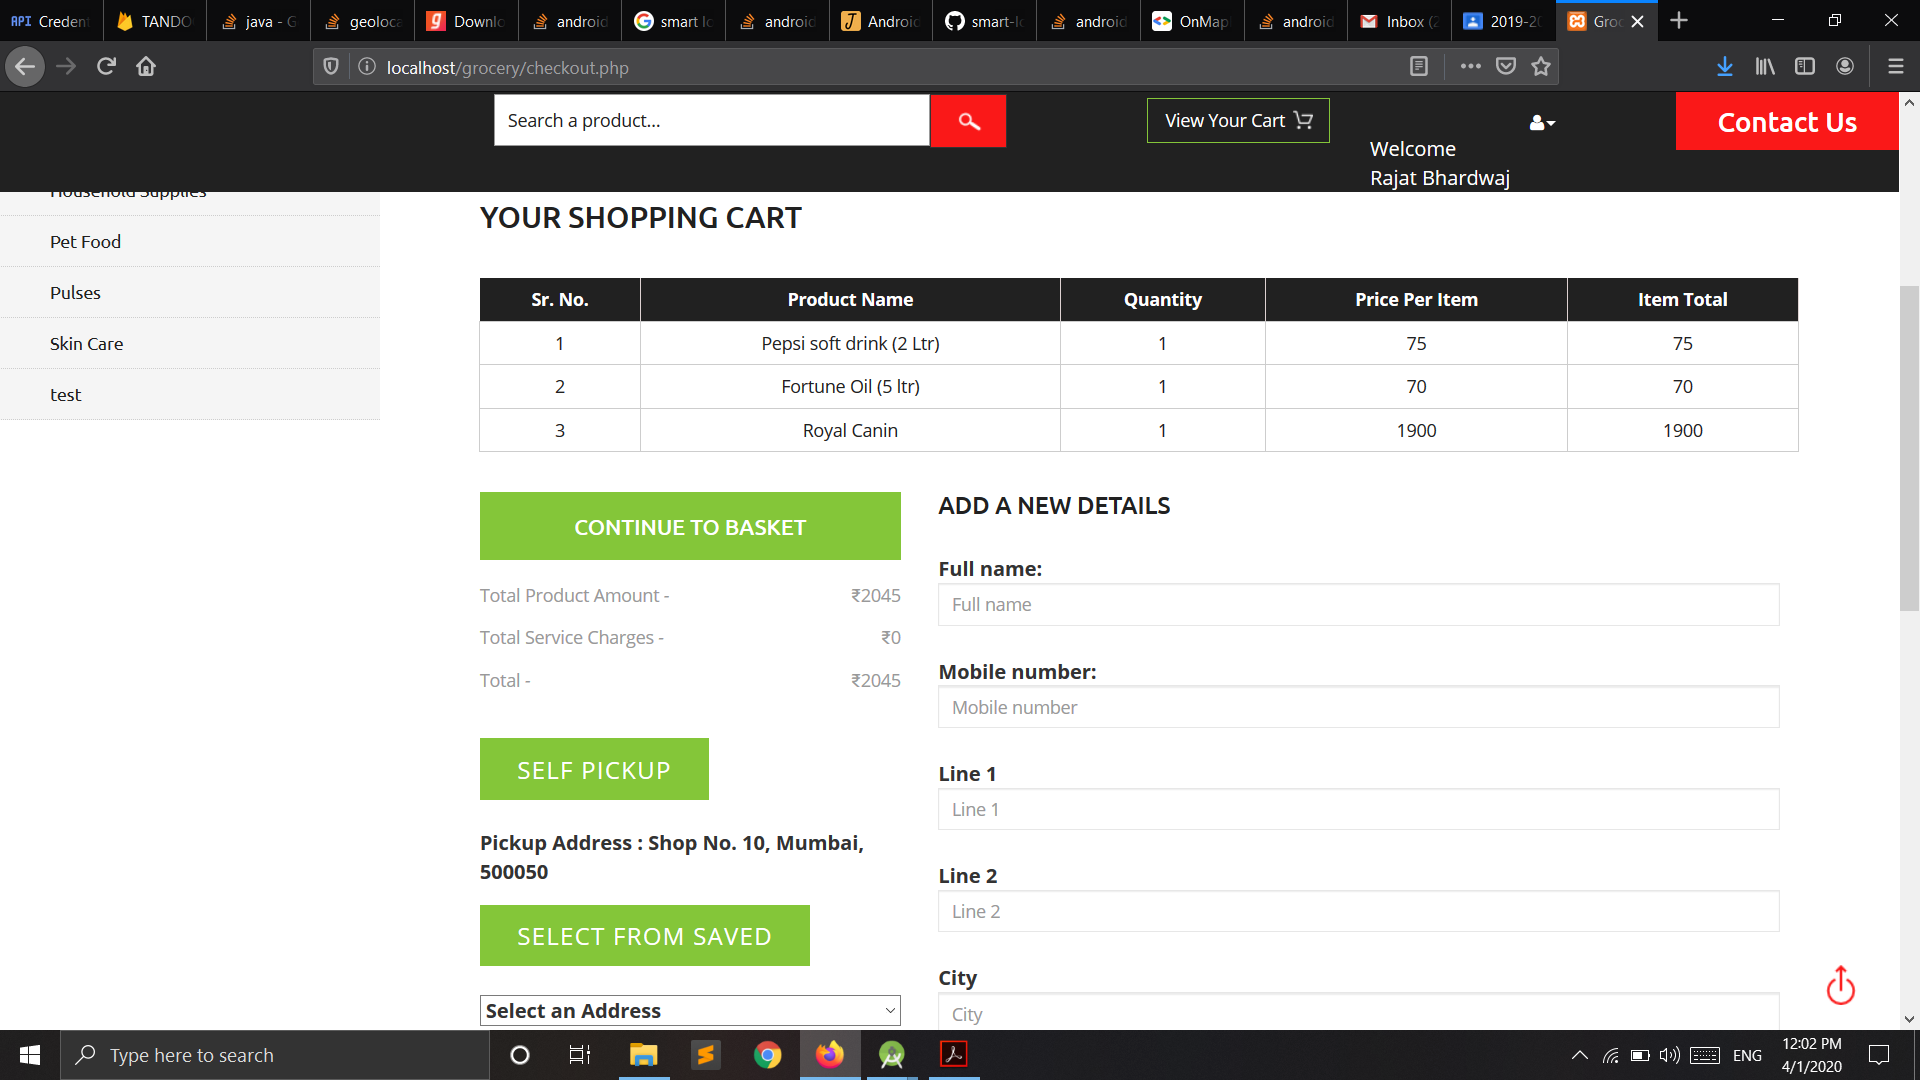 API Creden
TANDO
java - G
geoloca
Downlo
android
smart lo
android
Android
smart-lo
android
OnMap
android
Inbox (2
2019-20
Groc
localhost/grocery/checkout.php
Search a product...
View Your Cart
Welcome
Rajat Bhardwaj
Contact Us
Household Supplies
Pet Food
Pulses
Skin Care
test
YOUR SHOPPING CART
Sr. No. Product Name Quantity Price Per Item Item Total
1 Pepsi soft drink (2 Ltr) 1 75 75
2 Fortune Oil (5 ltr) 1 70 70
3 Royal Canin 1 1900 1900
CONTINUE TO BASKET
Total Product Amount - ₹2045
Total Service Charges - ₹0
Total - ₹2045
SELF PICKUP
Pickup Address : Shop No. 10, Mumbai,
500050
SELECT FROM SAVED
Select an Address
ADD A NEW DETAILS
Full name:
Full name
Mobile number:
Mobile number
Line 1
Line 1
Line 2
Line 2
City
City
Type here to search
ENG
12:02 PM
4/1/2020